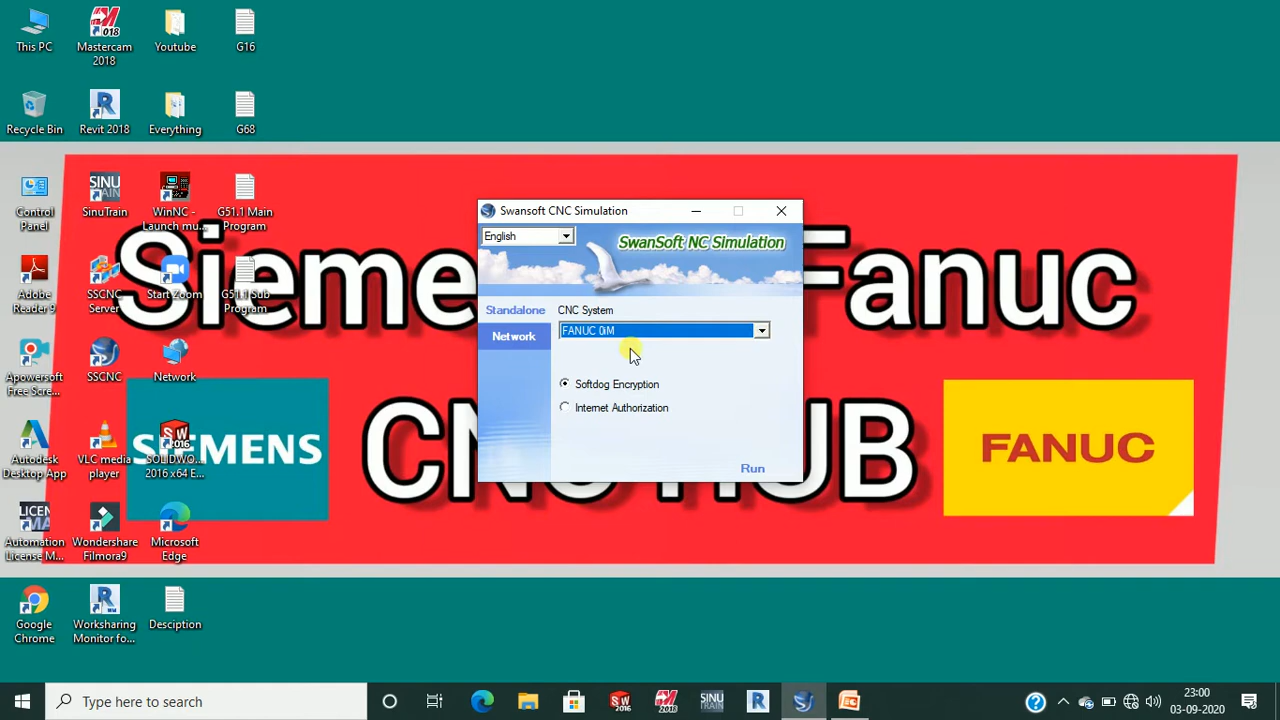 This PC
Mastercam
2018
Youtube
G16
Recycle Bin
Revit 2018
Everything
G68
Control
Panel
SinuTrain
WinNC -
Launch mu...
G51.1 Main
Program
Adobe
Reader 9
SSCNC
Server
Start Zoom
G51.1 Sub
Program
Apowersoft
Free Scre...
SSCNC
Network
Autodesk
Desktop App
VLC media
player
SOLIDWO...
2016 x64 E...
Automation
License M...
Wondershare
Filmora9
Microsoft
Edge
Google
Chrome
Worksharing
Monitor fo...
Desciption
Fanuc
CNC HUB
SIEMENS
FANUC
Swansoft CNC Simulation
English
SwanSoft NC Simulation
Standalone
Network
CNC System
FANUC 0iM
Softdog Encryption
Internet Authorization
Run
Type here to search
23:00
03-09-2020